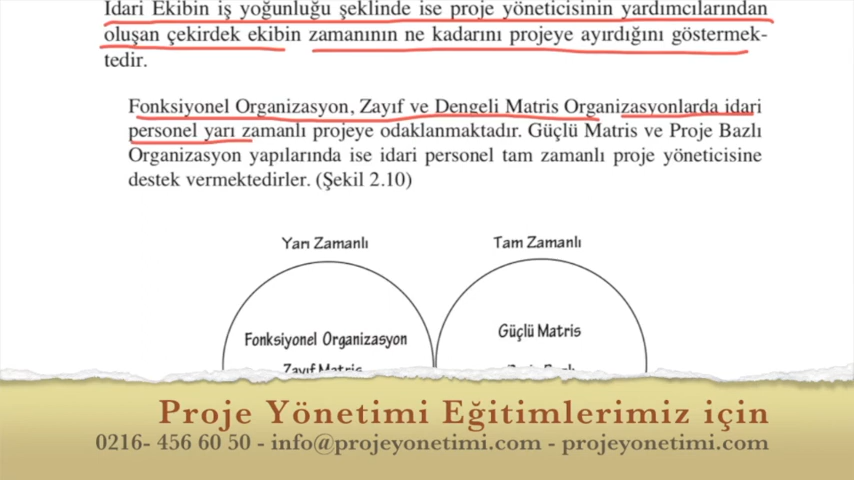 İdari Ekibin iş yoğunluğu şeklinde ise proje yöneticisinin yardımcılarından
oluşan çekirdek ekibin zamanının ne kadarını projeye ayırdığını göstermek-
tedir.
Fonksiyonel Organizasyon, Zayıf ve Dengeli Matris Organizasyonlarda idari
personel yarı zamanlı projeye odaklanmaktadır. Güçlü Matris ve Proje Bazlı
Organizasyon yapılarında ise idari personel tam zamanlı proje yöneticisine
destek vermektedirler. (Şekil 2.10)
Yarı Zamanlı
Tam Zamanlı
Fonksiyonel Organizasyon
Güçlü Matris
Zayıf Matris
Proje Yönetimi Eğitimlerimiz için
0216- 456 60 50 - info@projeyonetimi.com - projeyonetimi.com